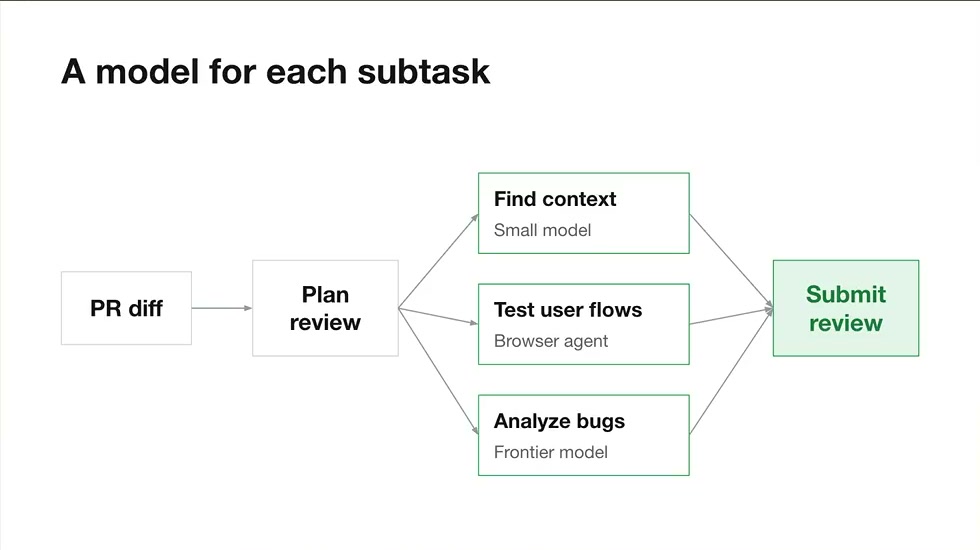 A model for each subtask
PR diff
Plan
review
Find context
Small model
Test user flows
Browser agent
Analyze bugs
Frontier model
Submit
review